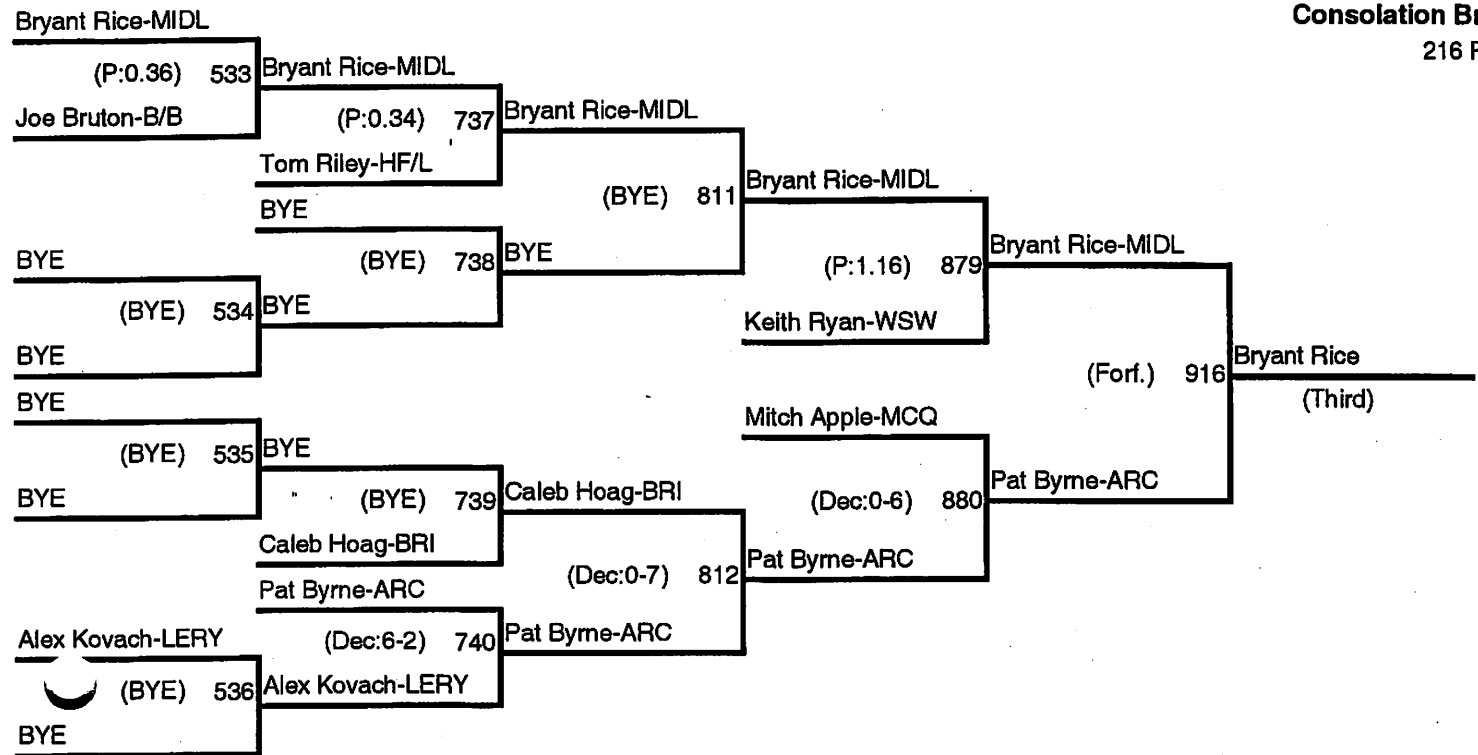 Consolation Br
216 P
Bryant Rice-MIDL
(P:0.36) 533
Joe Bruton-B/B
Bryant Rice-MIDL
(P:0.34) 737
Tom Riley-HF/L
Bryant Rice-MIDL
BYE
(BYE) 738
BYE
BYE
(BYE) 534
BYE
BYE
(BYE) 811
Bryant Rice-MIDL
(P:1.16) 879
Keith Ryan-WSW
Bryant Rice-MIDL
BYE
(BYE) 535
BYE
BYE
(BYE) 739
Caleb Hoag-BRI
Caleb Hoag-BRI
(Dec:0-7) 812
Pat Byrne-ARC
(Dec:6-2) 740
Pat Byrne-ARC
Alex Kovach-LERY
(BYE) 536
BYE
Alex Kovach-LERY
Mitch Apple-MCQ
(Dec:0-6) 880
Pat Byrne-ARC
Pat Byrne-ARC
(Forf.) 916
Bryant Rice
(Third)